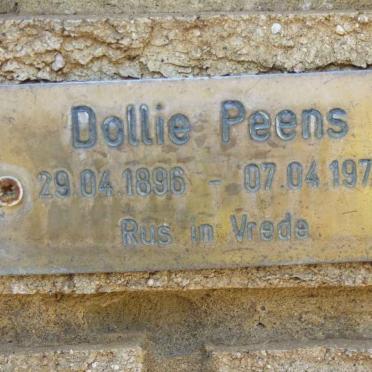 Dollie Peens
29.04.1896 - 07.04.197
Rus in Vrede